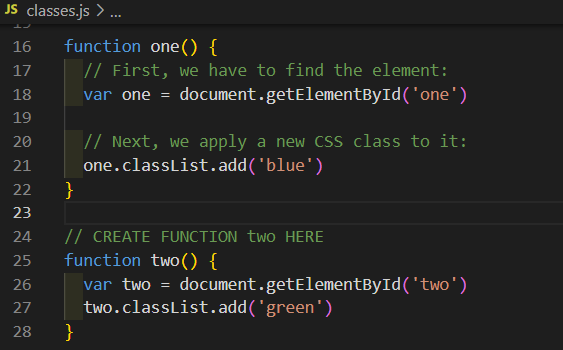 JS classes.js > ...
16 function one() {
17 // First, we have to find the element:
18 var one = document.getElementById('one')
19
20 // Next, we apply a new CSS class to it:
21 one.classList.add('blue')
22 }
23
24 // CREATE FUNCTION two HERE
25 function two() {
26 var two = document.getElementById('two')
27 two.classList.add('green')
28 }